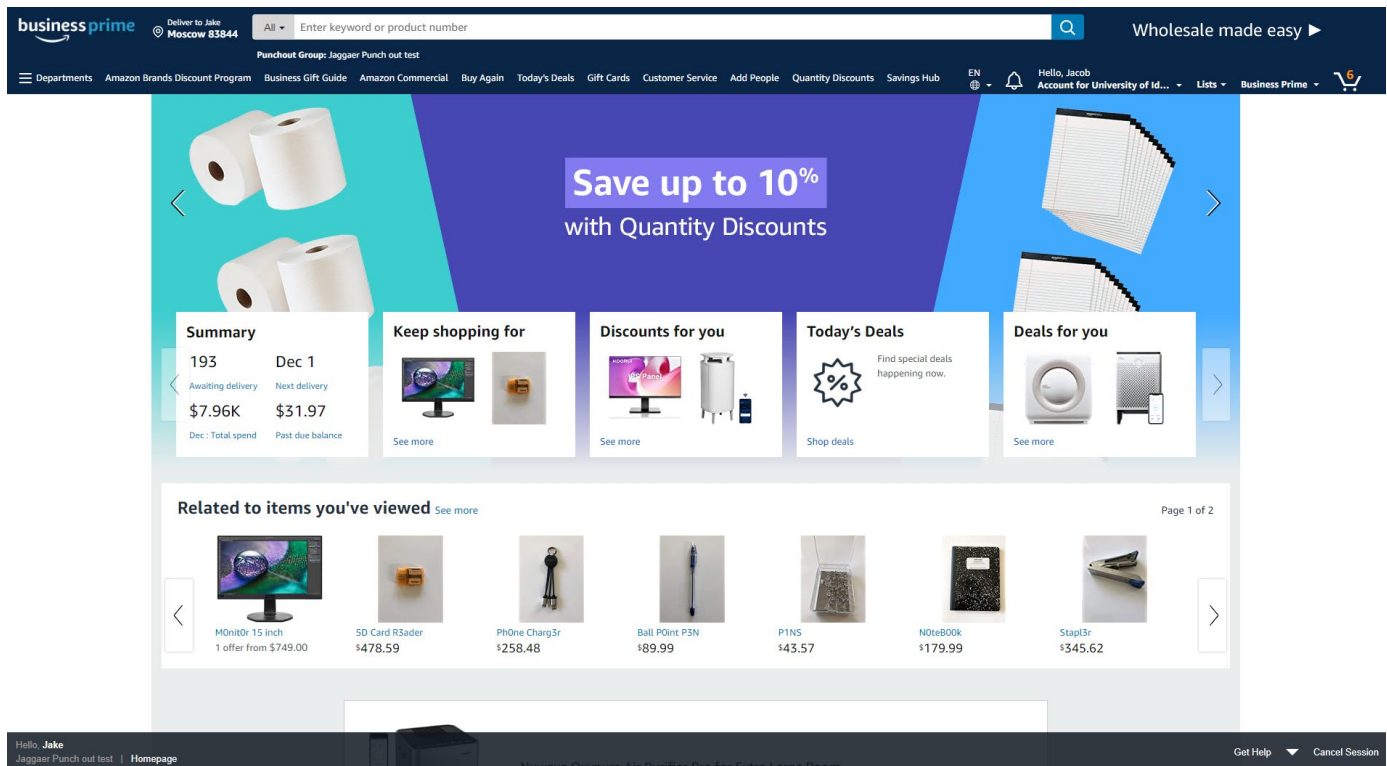 business prime
Deliver to Jake
Moscow 83844
All
Enter keyword or product number
Wholesale made easy ▶
Punchout Group: Jaggaer Punch out test
Departments Amazon Brands Discount Program Business Gift Guide Amazon Commercial Buy Again Today's Deals Gift Cards Customer Service Add People Quantity Discounts Savings Hub
EN
Hello, Jacob
Account for University of Id... Lists Business Prime 6
Save up to 10%
with Quantity Discounts
Summary
193 Dec 1
Awaiting delivery Next delivery
$7.96K $31.97
Dec : Total spend Past due balance
Keep shopping for
See more
Discounts for you
See more
Today's Deals
Find special deals
happening now.
Shop deals
Deals for you
See more
Related to items you've viewed See more
Page 1 of 2
M0nit0r 15 inch
1 offer from $749.00
5D Card R3ader
$478.59
Ph0ne Charg3r
$258.48
Ball P0int P3N
$89.99
P1NS
$43.57
N0teB00k
$179.99
Stapl3r
$345.62
Hello, Jake
Jaggaer Punch out test | Homepage
Get Help Cancel Session